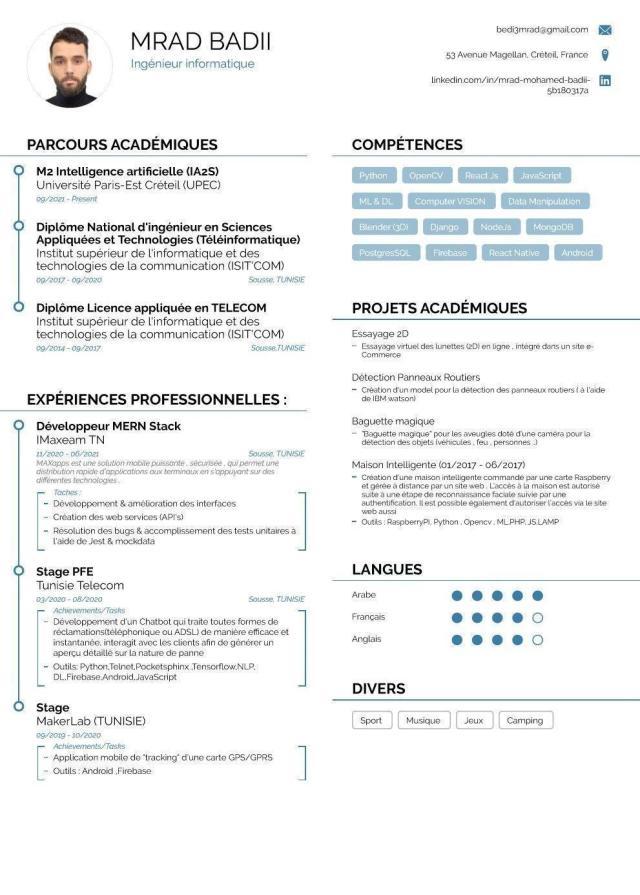 MRAD BADII
Ingénieur informatique
bedi3mrad@gmail.com
53 Avenue Magellan, Créteil, France
linkedin.com/in/mrad-mohamed-badii-
5b180317a
PARCOURS ACADÉMIQUES
M2 Intelligence artificielle (IA2S)
Université Paris-Est Créteil (UPEC)
09/2021 - Present
Diplôme National d'ingénieur en Sciences
Appliquées et Technologies (Téléinformatique)
Institut supérieur de l'informatique et des
technologies de la communication (ISIT'COM)
09/2017 - 09/2020 Sousse, TUNISIE
Diplôme Licence appliquée en TELECOM
Institut supérieur de l'informatique et des
technologies de la communication (ISIT'COM)
09/2014 - 09/2017 Sousse,TUNISIE
EXPÉRIENCES PROFESSIONNELLES :
Développeur MERN Stack
IMaxeam TN
11/2020 - 06/2021 Sousse, TUNISIE
MAXapps est une solution mobile puissante , sécurisée , qui permet une
distribution rapide d'applications aux terminaux en s'appuyant sur des
différentes technologies .
Taches :
– Développement & amélioration des interfaces
– Création des web services (API's)
– Résolution des bugs & accomplissement des tests unitaires à
l'aide de Jest & mockdata
Stage PFE
Tunisie Telecom
03/2020 - 08/2020 Sousse, TUNISIE
Achievements/Tasks
– Développement d'un Chatbot qui traite toutes formes de
réclamations(téléphonique ou ADSL) de manière efficace et
instantanée, interagit avec les clients afin de générer un
aperçu détaillé sur la nature de panne
– Outils: Python,Telnet,Pocketsphinx ,Tensorflow,NLP,
DL,Firebase,Android,JavaScript
Stage
MakerLab (TUNISIE)
09/2019 - 10/2020
Achievements/Tasks
– Application mobile de "tracking" d'une carte GPS/GPRS
– Outils : Android ,Firebase
COMPÉTENCES
Python OpenCV React Js JavaScript
ML & DL Computer VISION Data Manipulation
Blender (3D) Django NodeJs MongoDB
PostgresSQL Firebase React Native Android
PROJETS ACADÉMIQUES
Essayage 2D
– Essayage virtuel des lunettes (2D) en ligne , intégré dans un site e-
Commerce
Détection Panneaux Routiers
– Création d'un model pour la détection des panneaux routiers ( à l'aide
de IBM watson)
Baguette magique
– "Baguette magique" pour les aveugles doté d'une caméra pour la
détection des objets (véhicules , feu , personnes ..)
Maison Intelligente (01/2017 - 06/2017)
– Création d'une maison intelligente commandé par une carte Raspberry
et gérée à distance par un site web . L'accès à la maison est autorisé
suite à une étape de reconnaissance faciale suivie par une
authentification. Il est possible également d'autoriser l'accès via le site
web aussi
– Outils : RaspberryPI, Python , Opencv , ML,PHP, JS,LAMP
LANGUES
Arabe
Français
Anglais
DIVERS
Sport Musique Jeux Camping